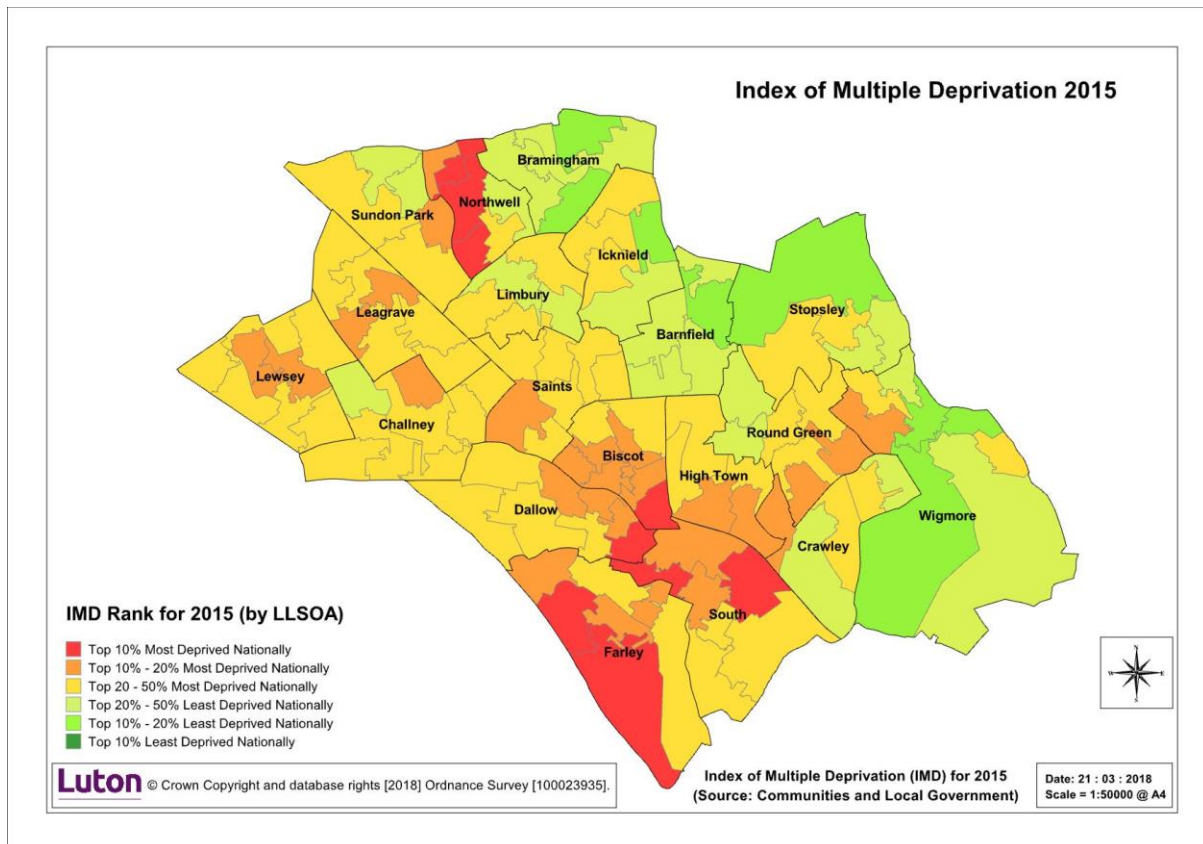 Index of Multiple Deprivation 2015
Bramingham
Northwell
Sundon Park
Icknield
Limbury
Stopsley
Leagrave
Barnfield
Lewsey
Saints
Challney
Round Green
Biscot
High Town
Dallow
Wigmore
Crawley
South
Farley
IMD Rank for 2015 (by LLSOA)
Top 10% Most Deprived Nationally
Top 10% - 20% Most Deprived Nationally
Top 20 - 50% Most Deprived Nationally
Top 20% - 50% Least Deprived Nationally
Top 10% - 20% Least Deprived Nationally
Top 10% Least Deprived Nationally
N
W E
S
Luton © Crown Copyright and database rights [2018] Ordnance Survey [100023935].
Index of Multiple Deprivation (IMD) for 2015
(Source: Communities and Local Government)
Date: 21 : 03 : 2018
Scale = 1:50000 @ A4